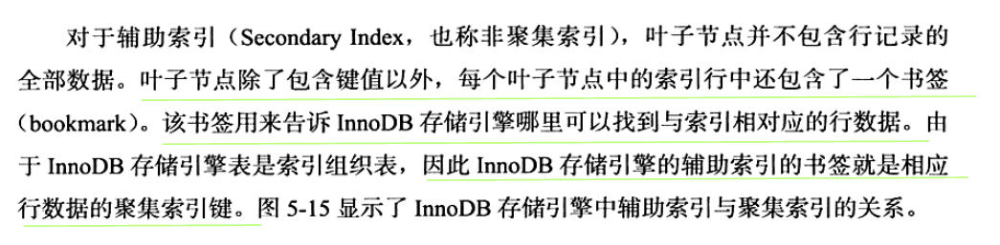 对于辅助索引（Secondary Index，也称非聚集索引），叶子节点并不包含行记录的
全部数据。叶子节点除了包含键值以外，每个叶子节点中的索引行中还包含了一个书签
（bookmark）。该书签用来告诉 InnoDB 存储引擎哪里可以找到与索引相对应的行数据。由
于 InnoDB 存储引擎表是索引组织表，因此 InnoDB 存储引擎的辅助索引的书签就是相应
行数据的聚集索引键。图 5-15 显示了 InnoDB 存储引擎中辅助索引与聚集索引的关系。